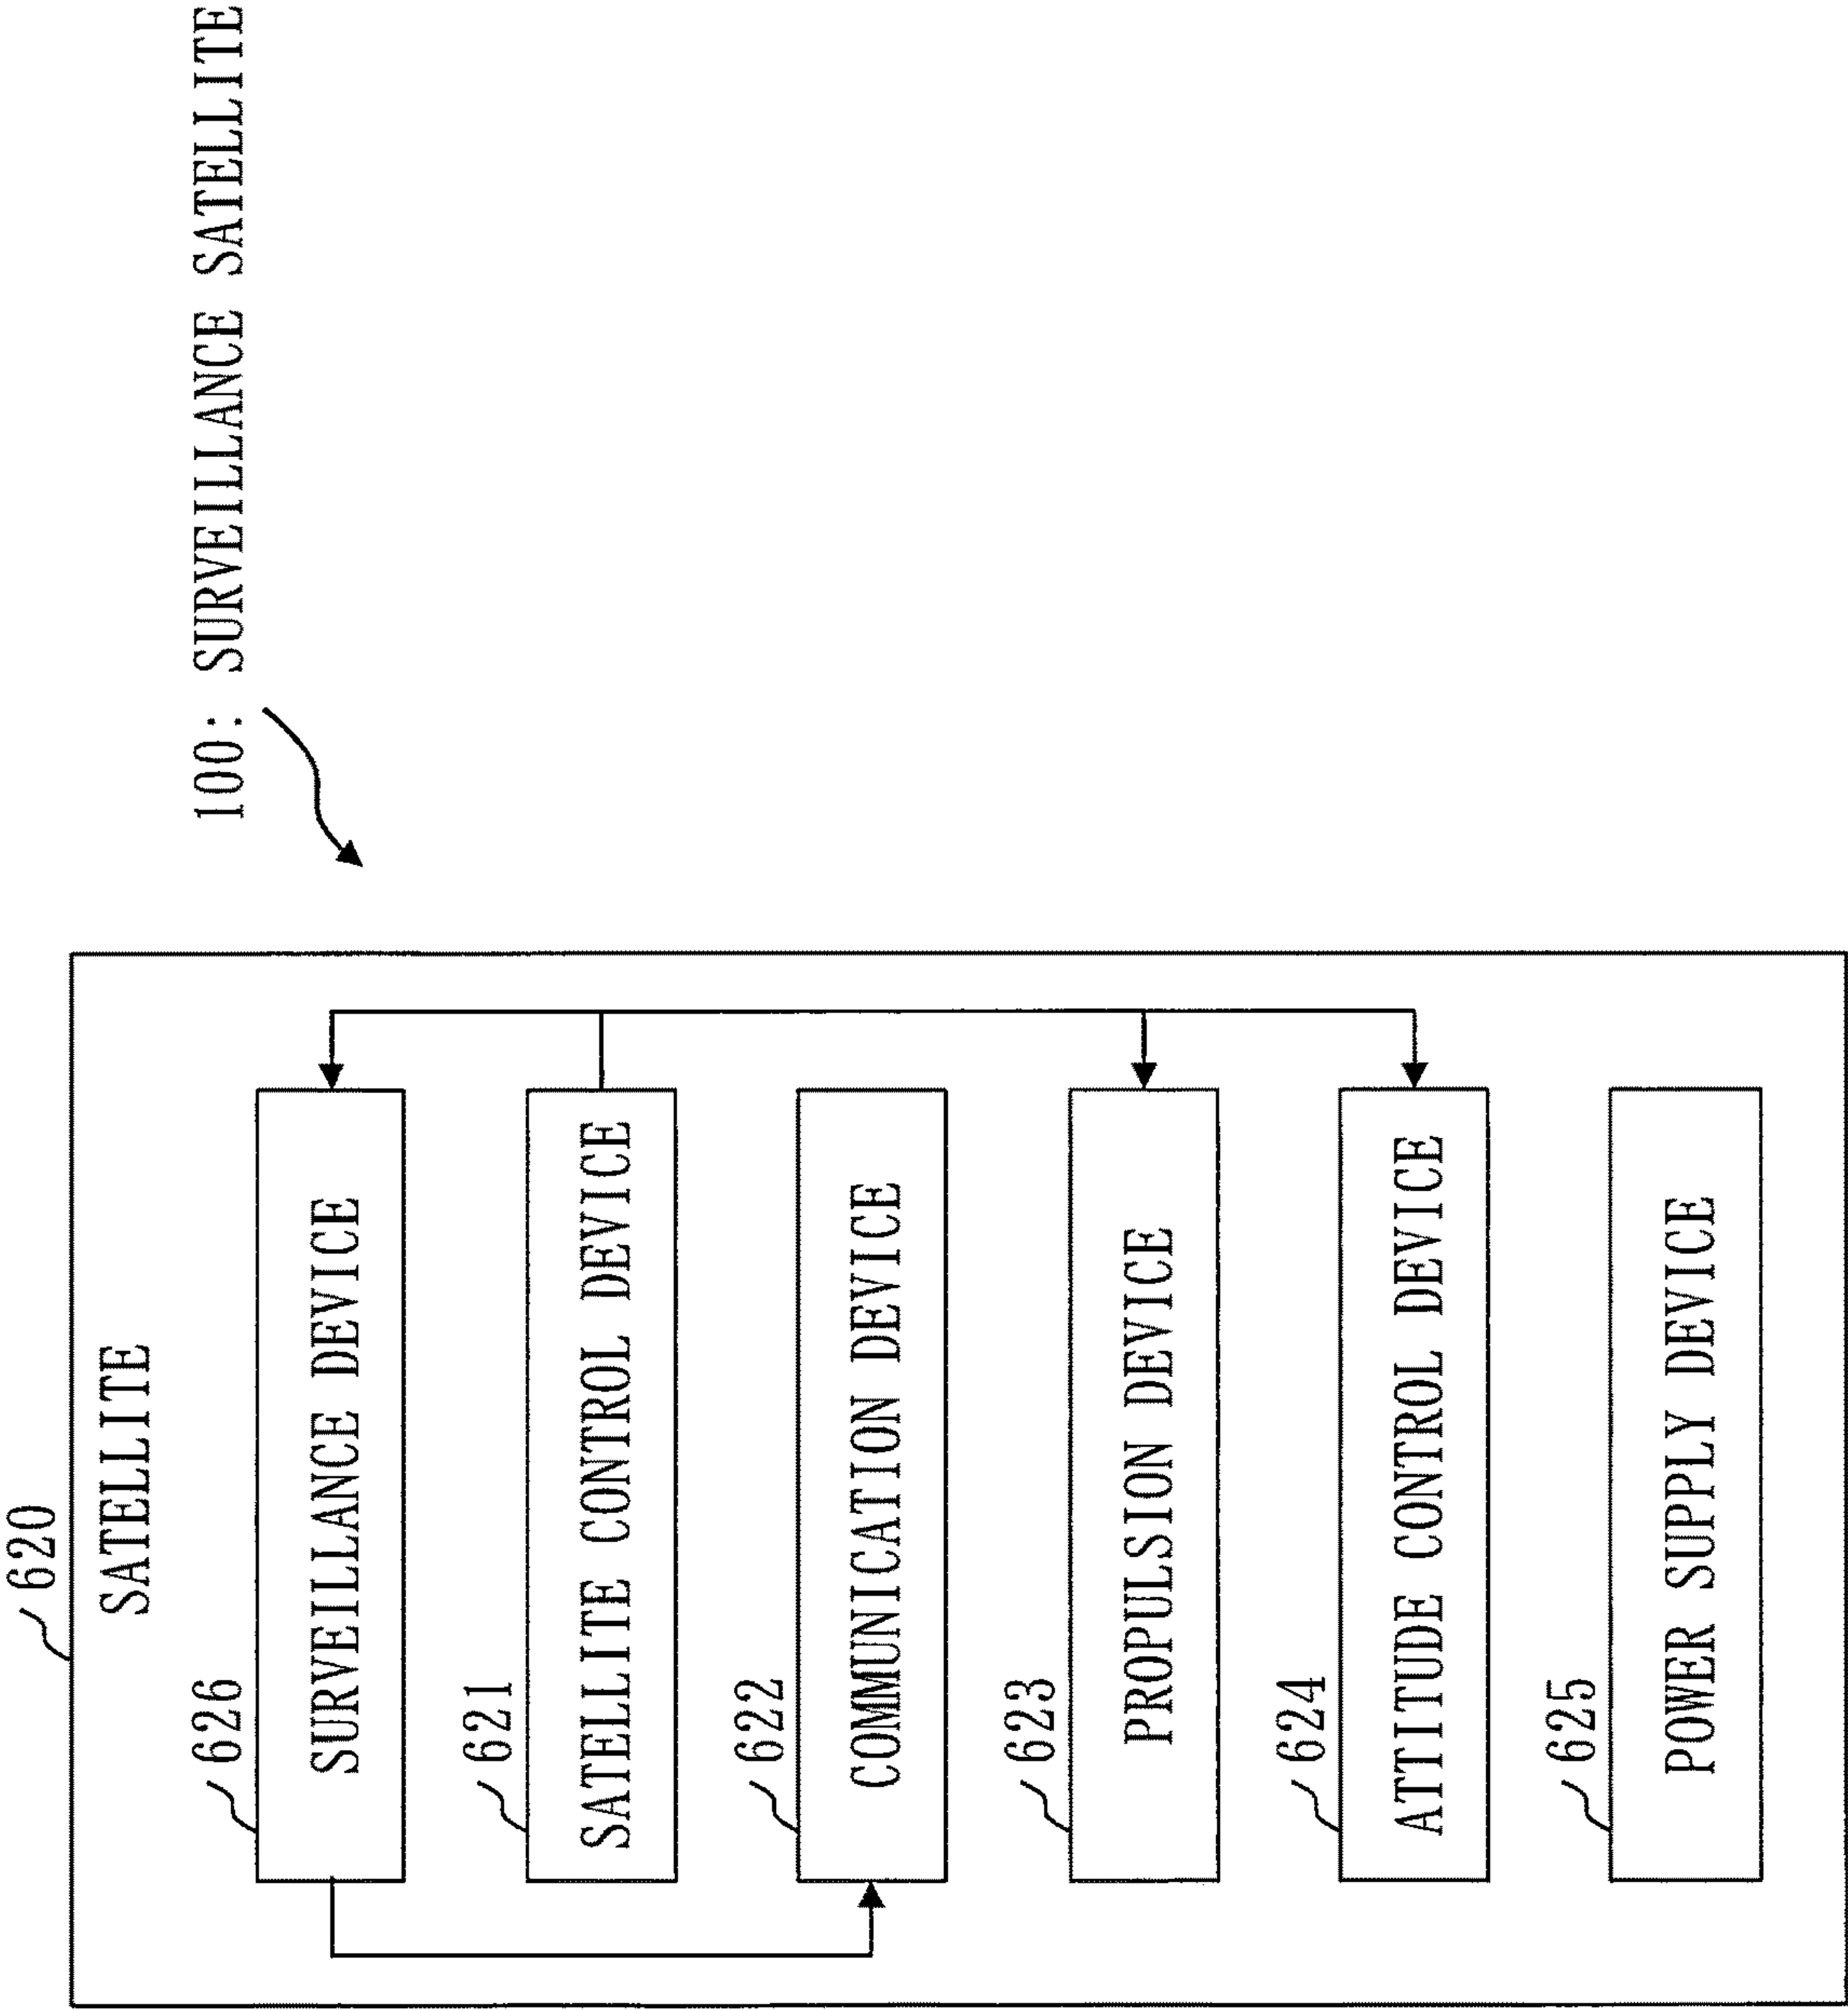 100: SURVEILLANCE SATELLITE
620
SATELLITE
626
SURVEILLANCE DEVICE
621
SATELLITE CONTROL DEVICE
622
COMMUNICATION DEVICE
623
PROPULSION DEVICE
624
ATTITUDE CONTROL DEVICE
625
POWER SUPPLY DEVICE